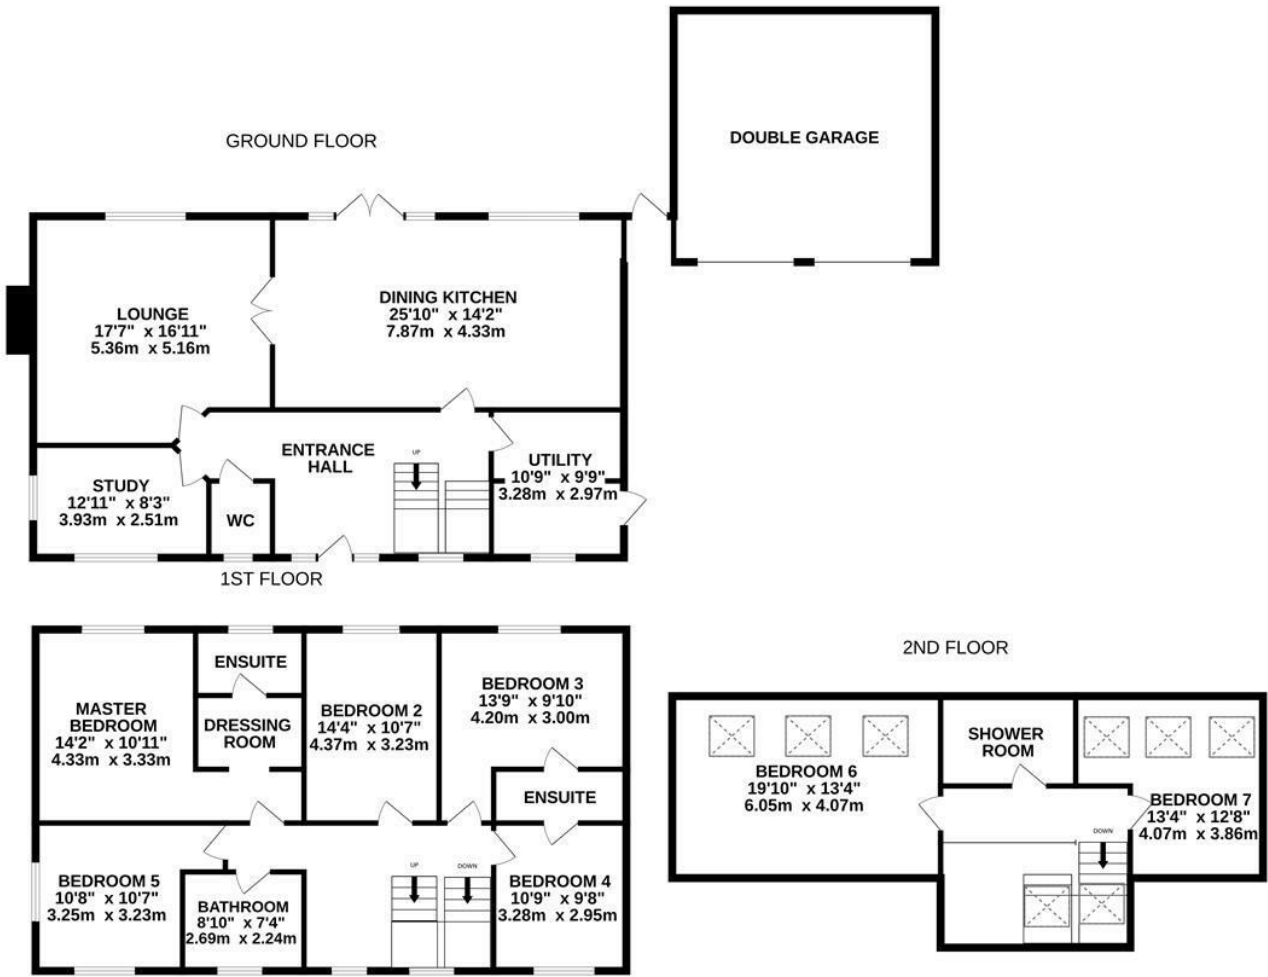 GROUND FLOOR
DOUBLE GARAGE
LOUNGE
17'7" x 16'11"
5.36m x 5.16m
DINING KITCHEN
25'10" x 14'2"
7.87m x 4.33m
ENTRANCE
HALL
UP
UTILITY
10'9" x 9'9"
3.28m x 2.97m
STUDY
12'11" x 8'3"
3.93m x 2.51m
WC
1ST FLOOR
MASTER
BEDROOM
14'2" x 10'11"
4.33m x 3.33m
ENSUITE
DRESSING
ROOM
BEDROOM 2
14'4" x 10'7"
4.37m x 3.23m
BEDROOM 3
13'9" x 9'10"
4.20m x 3.00m
ENSUITE
BEDROOM 5
10'8" x 10'7"
3.25m x 3.23m
BATHROOM
8'10" x 7'4"
2.69m x 2.24m
UP
DOWN
BEDROOM 4
10'9" x 9'8"
3.28m x 2.95m
2ND FLOOR
BEDROOM 6
19'10" x 13'4"
6.05m x 4.07m
SHOWER
ROOM
BEDROOM 7
13'4" x 12'8"
4.07m x 3.86m
DOWN